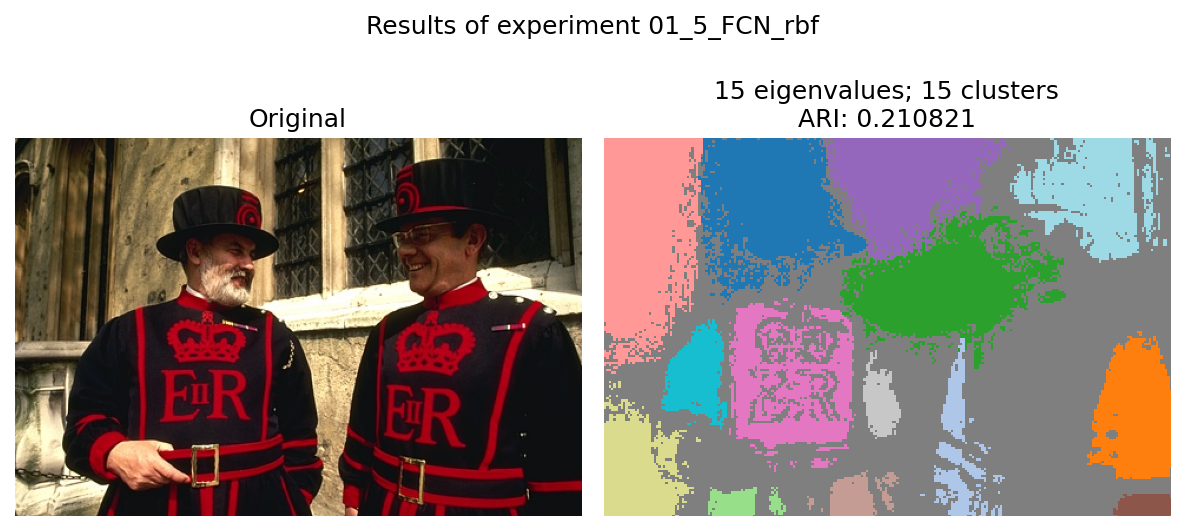 Results of experiment 01_5_FCN_rbf
Original
15 eigenvalues; 15 clusters
ARI: 0.210821
EIIR
EIIR